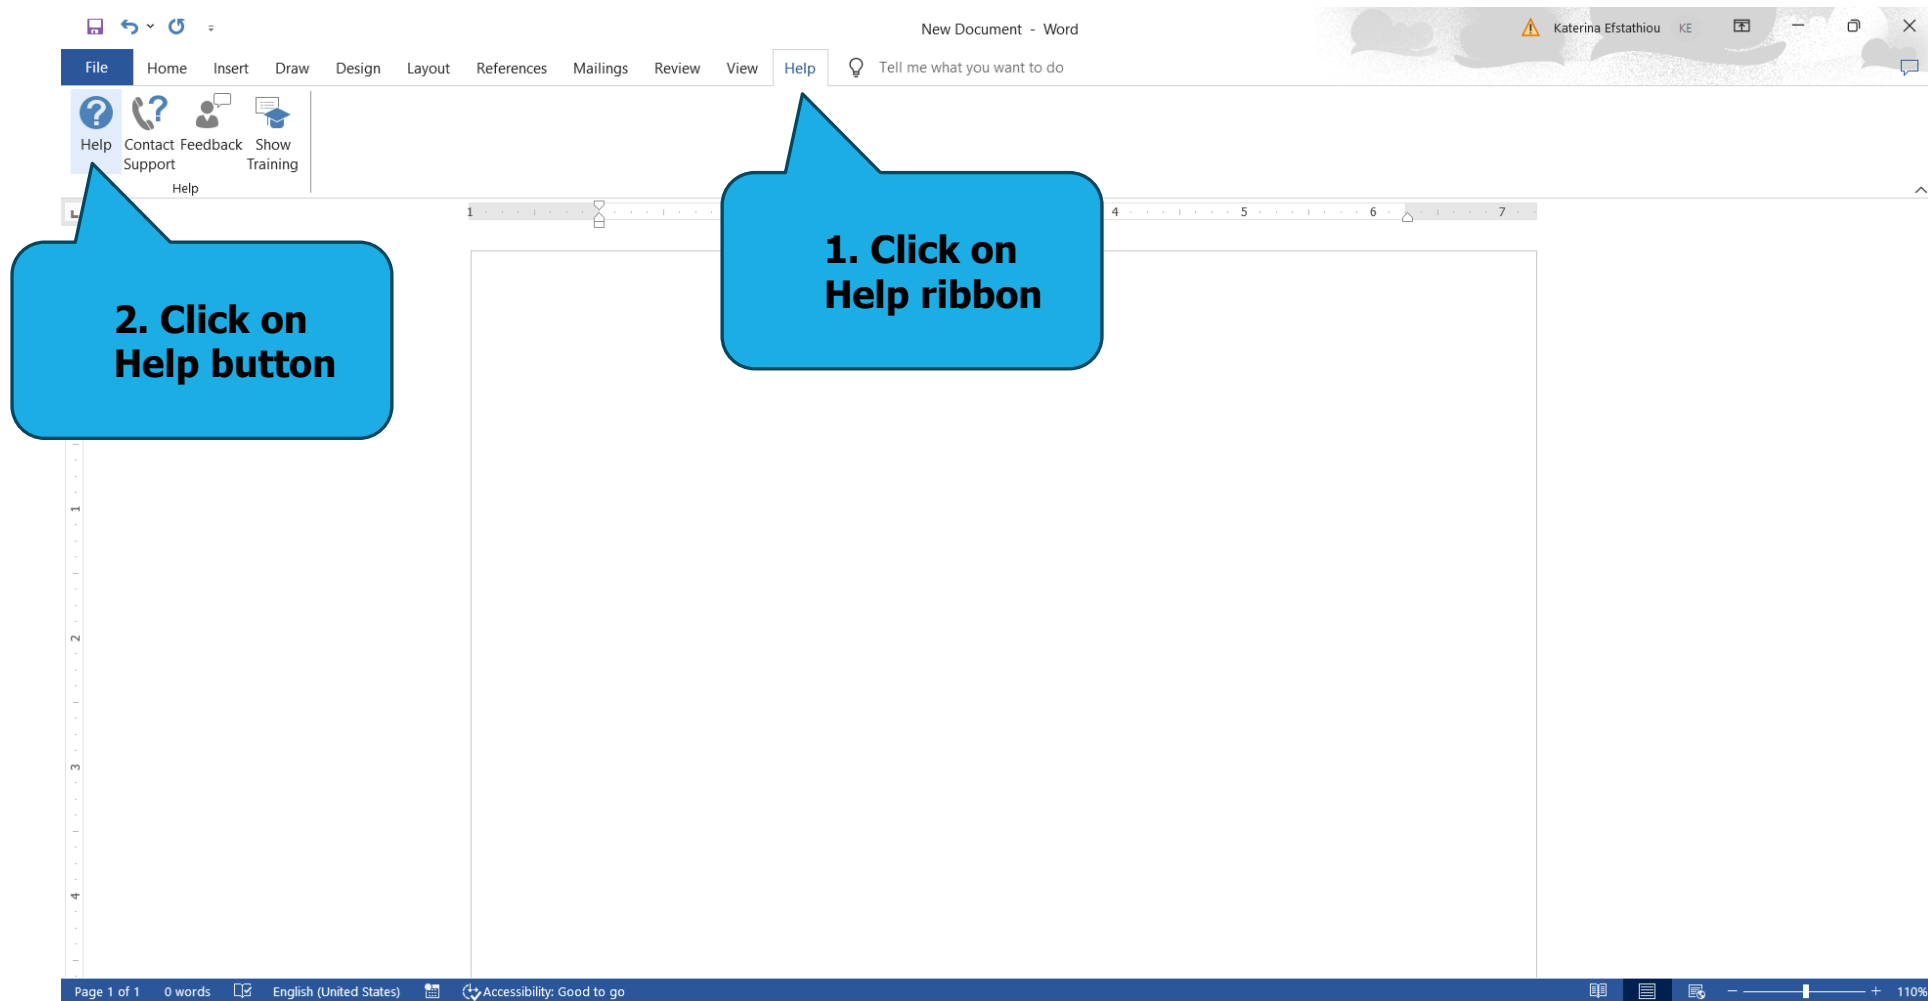 New Document - Word
Katerina Efstathiou KE
File Home Insert Draw Design Layout References Mailings Review View Help Tell me what you want to do
Help Contact Support Feedback Show Training
Help
1 4 5 6 7
1. Click on
Help ribbon
2. Click on
Help button
1
2
3
4
Page 1 of 1 0 words English (United States) Accessibility: Good to go 110%